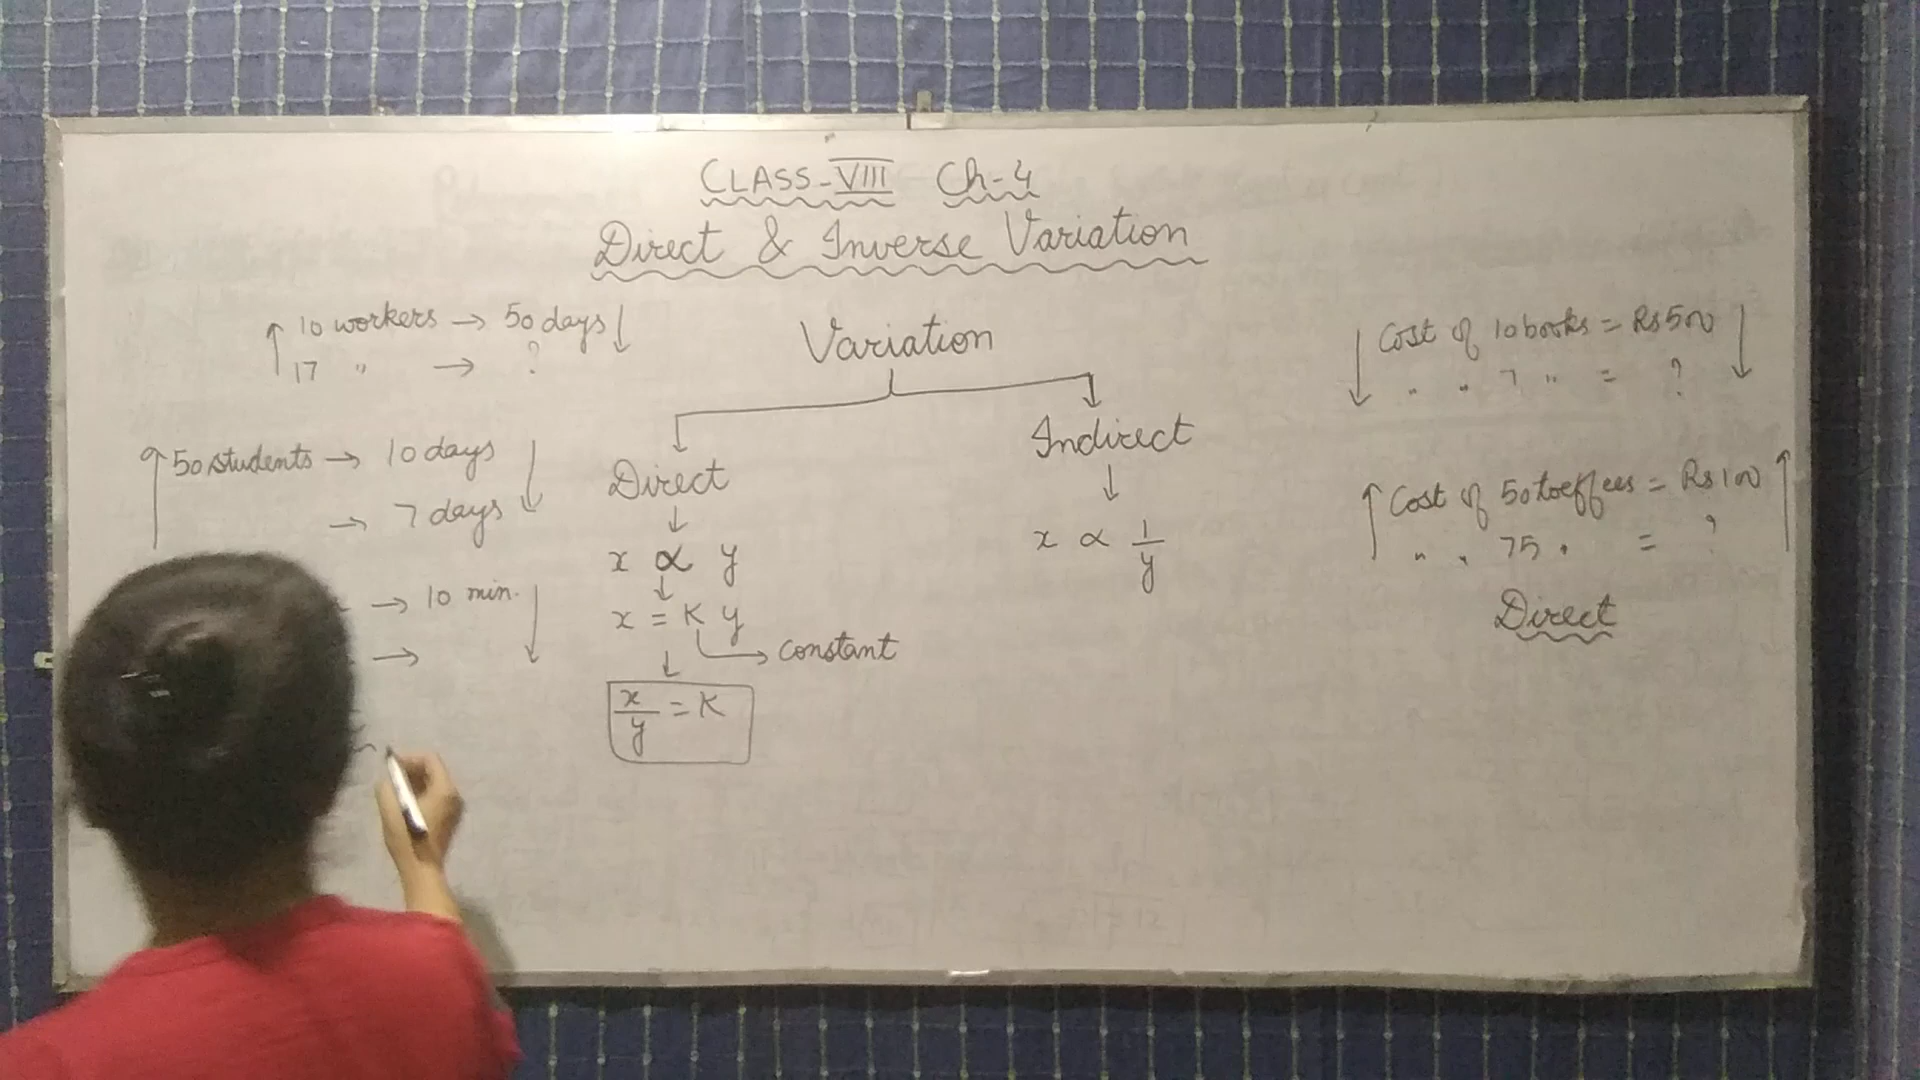 CLASS-VIII Ch-4
Direct & Inverse Variation
↑ 10 workers → 50 days ↓
17 " → ?
↑ 50 students → 10 days ↓
→ 7 days
→ 10 min. ↓
→
Variation
Direct
↓
x ∝ y
↓
x = K y
→ constant
↓
x/y = K
Indirect
↓
x ∝ 1/y
↓ Cost of 10 books = Rs 500 ↓
" " 7 " = ?
↑ Cost of 50 toeffees = Rs 100 ↑
" " 75 " = ?
Direct